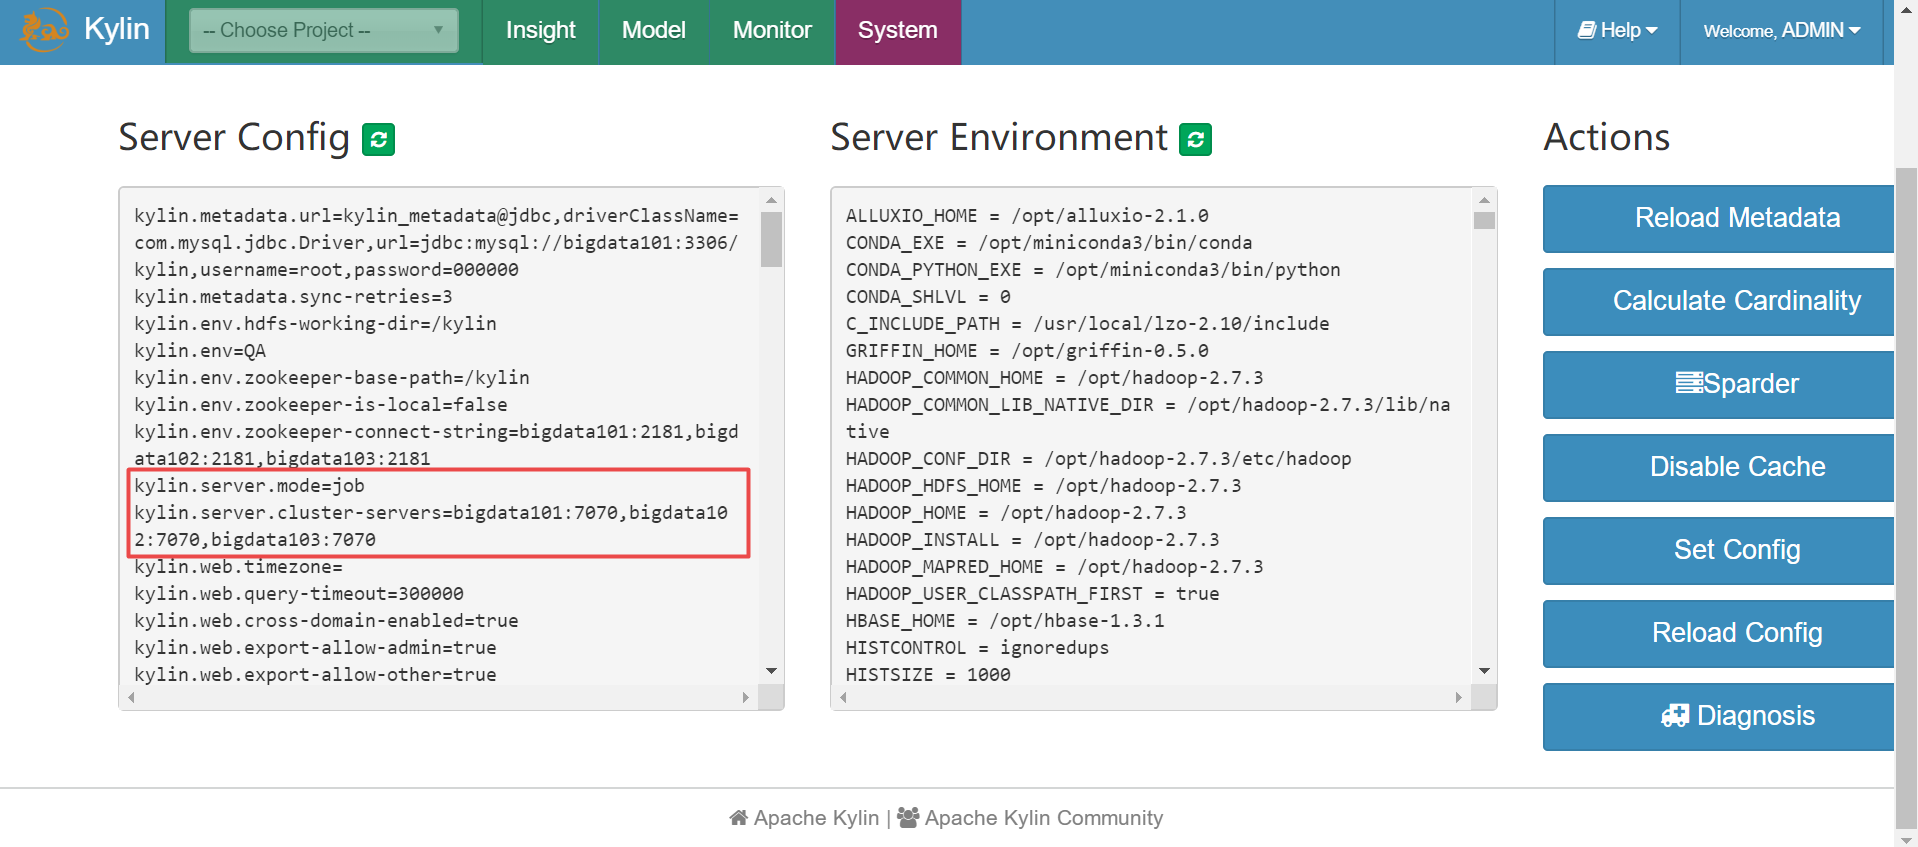 Kylin
-- Choose Project --
Insight
Model
Monitor
System
Help
Welcome, ADMIN
Server Config
kylin.metadata.url=kylin_metadata@jdbc,driverClassName=
com.mysql.jdbc.Driver,url=jdbc:mysql://bigdata101:3306/
kylin,username=root,password=000000
kylin.metadata.sync-retries=3
kylin.env.hdfs-working-dir=/kylin
kylin.env=QA
kylin.env.zookeeper-base-path=/kylin
kylin.env.zookeeper-is-local=false
kylin.env.zookeeper-connect-string=bigdata101:2181,bigd
ata102:2181,bigdata103:2181
kylin.server.mode=job
kylin.server.cluster-servers=bigdata101:7070,bigdata10
2:7070,bigdata103:7070
kylin.web.timezone=
kylin.web.query-timeout=300000
kylin.web.cross-domain-enabled=true
kylin.web.export-allow-admin=true
kylin.web.export-allow-other=true
Server Environment
ALLUXIO_HOME = /opt/alluxio-2.1.0
CONDA_EXE = /opt/miniconda3/bin/conda
CONDA_PYTHON_EXE = /opt/miniconda3/bin/python
CONDA_SHLVL = 0
C_INCLUDE_PATH = /usr/local/lzo-2.10/include
GRIFFIN_HOME = /opt/griffin-0.5.0
HADOOP_COMMON_HOME = /opt/hadoop-2.7.3
HADOOP_COMMON_LIB_NATIVE_DIR = /opt/hadoop-2.7.3/lib/na
tive
HADOOP_CONF_DIR = /opt/hadoop-2.7.3/etc/hadoop
HADOOP_HDFS_HOME = /opt/hadoop-2.7.3
HADOOP_HOME = /opt/hadoop-2.7.3
HADOOP_INSTALL = /opt/hadoop-2.7.3
HADOOP_MAPRED_HOME = /opt/hadoop-2.7.3
HADOOP_USER_CLASSPATH_FIRST = true
HBASE_HOME = /opt/hbase-1.3.1
HISTCONTROL = ignoredups
HISTSIZE = 1000
Actions
Reload Metadata
Calculate Cardinality
Sparder
Disable Cache
Set Config
Reload Config
Diagnosis
Apache Kylin | Apache Kylin Community